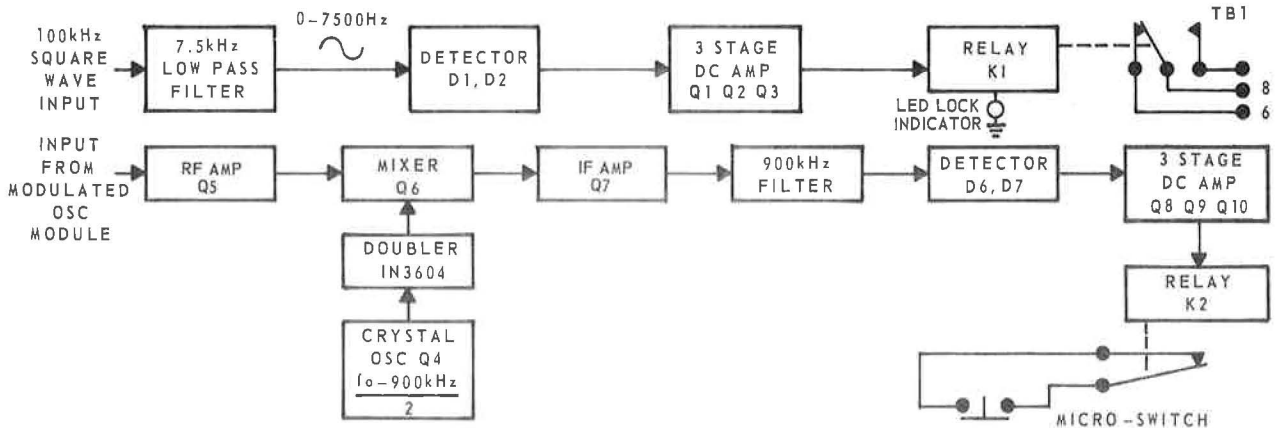 100kHz
SQUARE
WAVE
INPUT
7.5kHz
LOW PASS
FILTER
0-7500Hz
DETECTOR
D1, D2
3 STAGE
DC AMP
Q1 Q2 Q3
RELAY
K1
LED LOCK
INDICATOR
TB1
8
6
INPUT
FROM
MODULATED
OSC
MODULE
RF AMP
Q5
MIXER
Q6
IF AMP
Q7
900kHz
FILTER
DETECTOR
D6, D7
3 STAGE
DC AMP
Q8 Q9 Q10
DOUBLER
IN3604
RELAY
K2
CRYSTAL
OSC Q4
fo-900kHz
2
MICRO-SWITCH